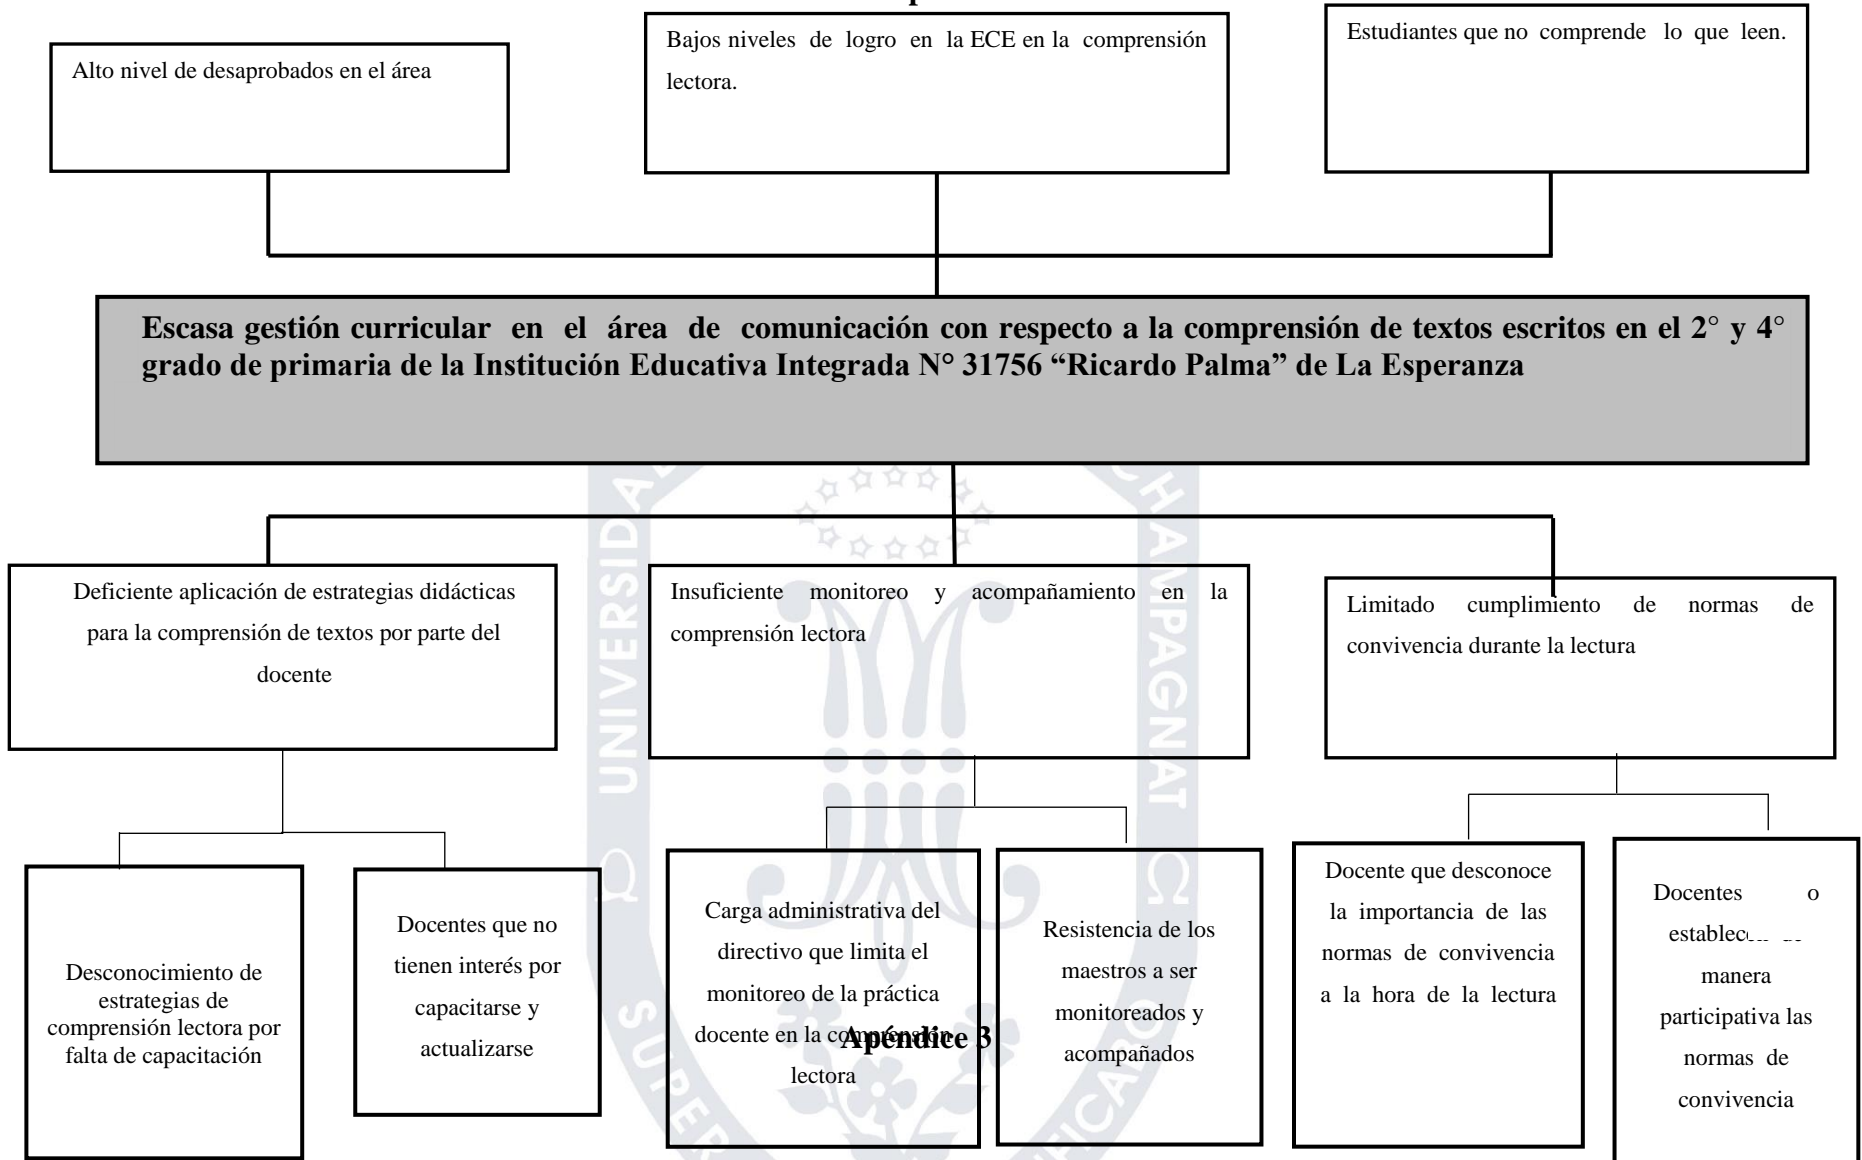 Alto nivel de desaprobados en el área
Bajos niveles de logro en la ECE en la comprensión
lectora.
Estudiantes que no comprende lo que leen.
Escasa gestión curricular en el área de comunicación con respecto a la comprensión de textos escritos en el 2° y 4°
grado de primaria de la Institución Educativa Integrada N° 31756 “Ricardo Palma” de La Esperanza
Deficiente aplicación de estrategias didácticas
para la comprensión de textos por parte del
docente
Insuficiente monitoreo y acompañamiento en la
comprensión lectora
Limitado cumplimiento de normas de
convivencia durante la lectura
Desconocimiento de
estrategias de
comprensión lectora por
falta de capacitación
Docentes que no
tienen interés por
capacitarse y
actualizarse
Carga administrativa del
directivo que limita el
monitoreo de la práctica
docente en la comprensión
lectora
Apéndice 3
Resistencia de los
maestros a ser
monitoreados y
acompañados
Docente que desconoce
la importancia de las
normas de convivencia
a la hora de la lectura
Docentes o
manera
participativa las
normas de
convivencia
UNIVERSIDA
CHAMPAGNAT
SUPER
FICARO